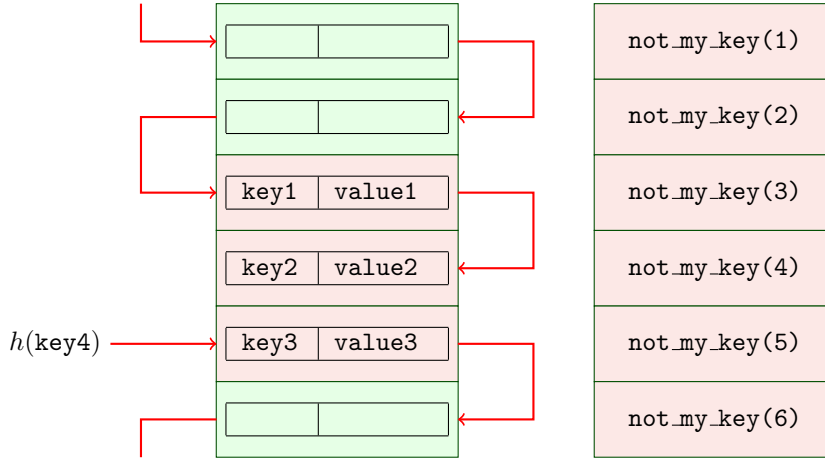 not_my_key(1)
not_my_key(2)
key1 value1 not_my_key(3)
key2 value2 not_my_key(4)
h(key4) key3 value3 not_my_key(5)
not_my_key(6)